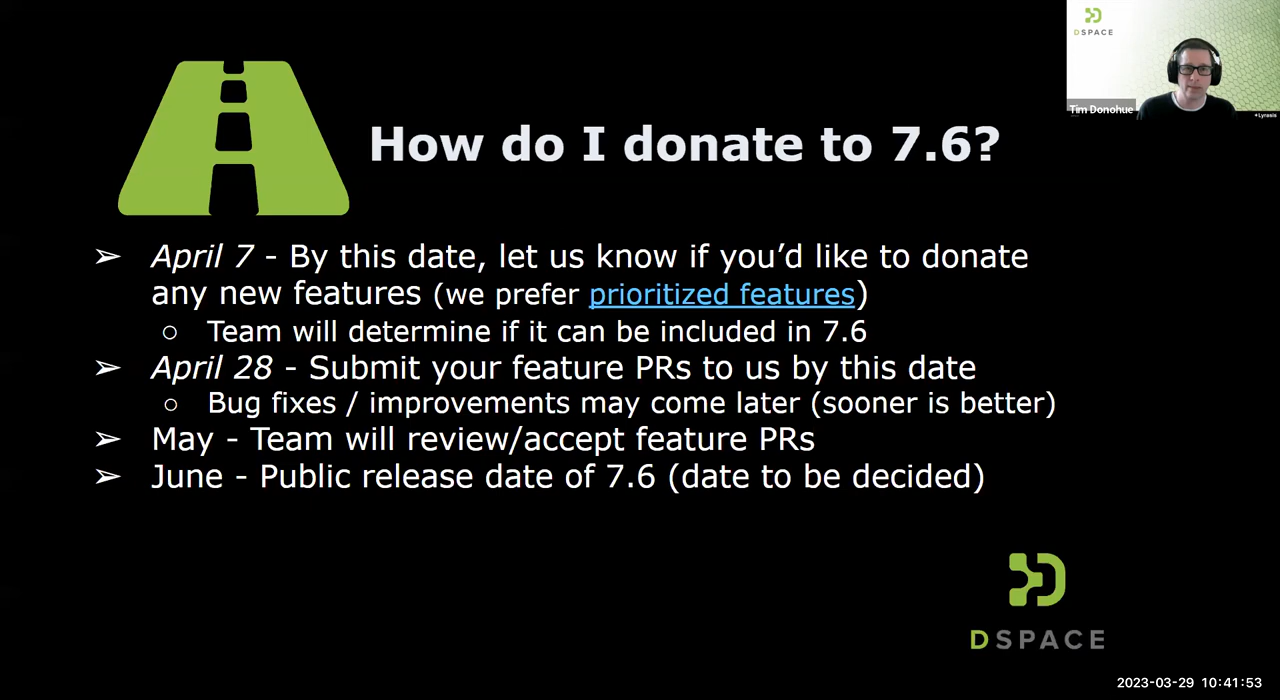 DSPACE
Tim Donohue
Lyrasis
How do I donate to 7.6?
➢ April 7 - By this date, let us know if you’d like to donate
any new features (we prefer prioritized features)
○ Team will determine if it can be included in 7.6
➢ April 28 - Submit your feature PRs to us by this date
○ Bug fixes / improvements may come later (sooner is better)
➢ May - Team will review/accept feature PRs
➢ June - Public release date of 7.6 (date to be decided)
DSPACE
2023-03-29 10:41:53